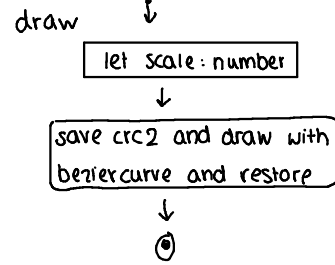 draw
let scale : number
save crc2 and draw with
beziercurve and restore